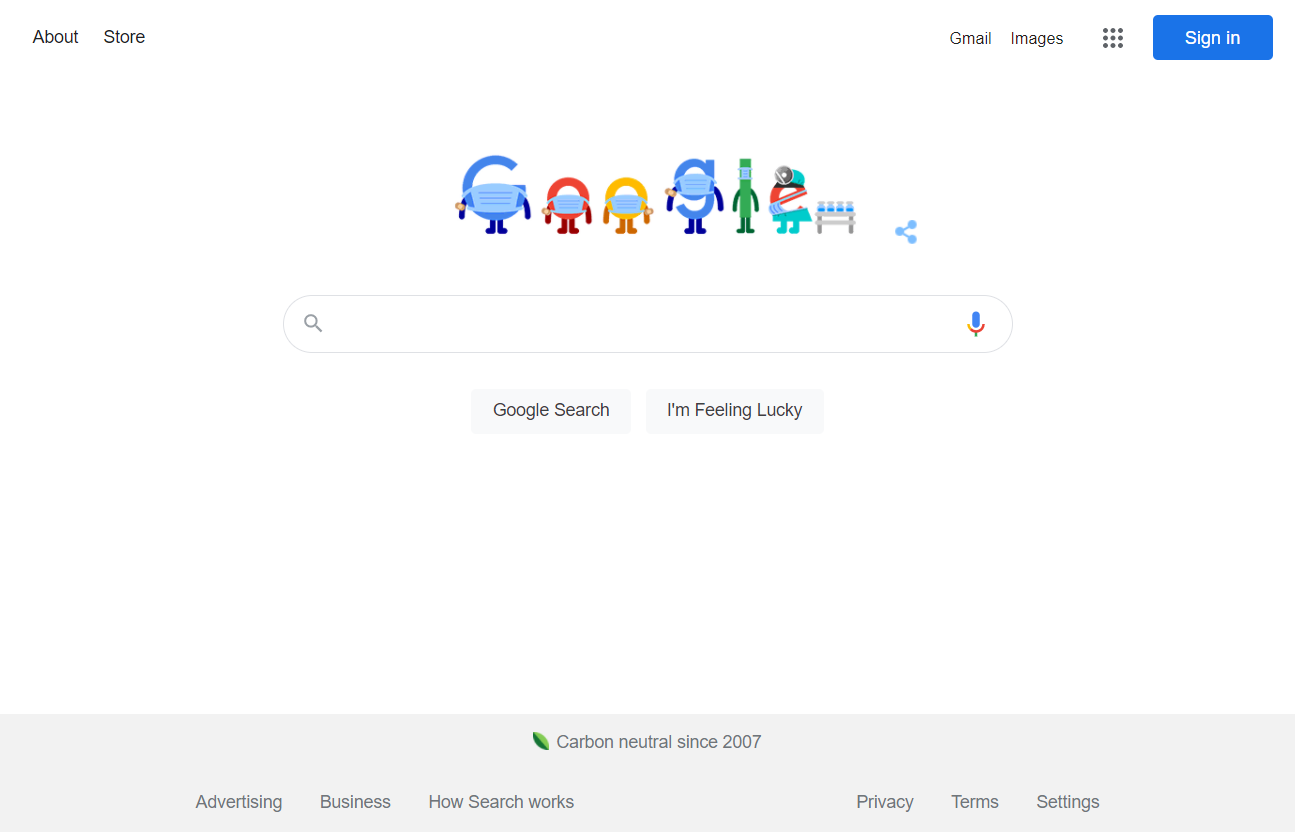 About Store
Gmail Images Sign in
Google
Google Search I'm Feeling Lucky
Carbon neutral since 2007
Advertising Business How Search works Privacy Terms Settings